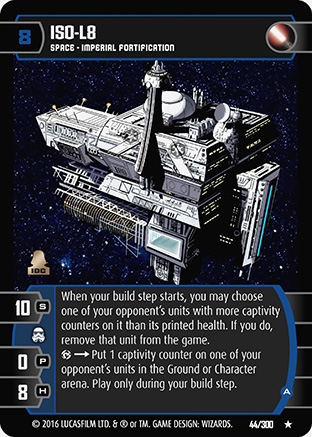 8
ISO-L8
SPACE - IMPERIAL FORTIFICATION
IDC
10 S
0 P
8 H
When your build step starts, you may choose
one of your opponent's units with more captivity
counters on it than its printed health. If you do,
remove that unit from the game.
→ Put 1 captivity counter on one of your
opponent's units in the Ground or Character
arena. Play only during your build step.
A
© 2016 LUCASFILM LTD. & ® OR TM. GAME DESIGN: WIZARDS. 44/300 ★